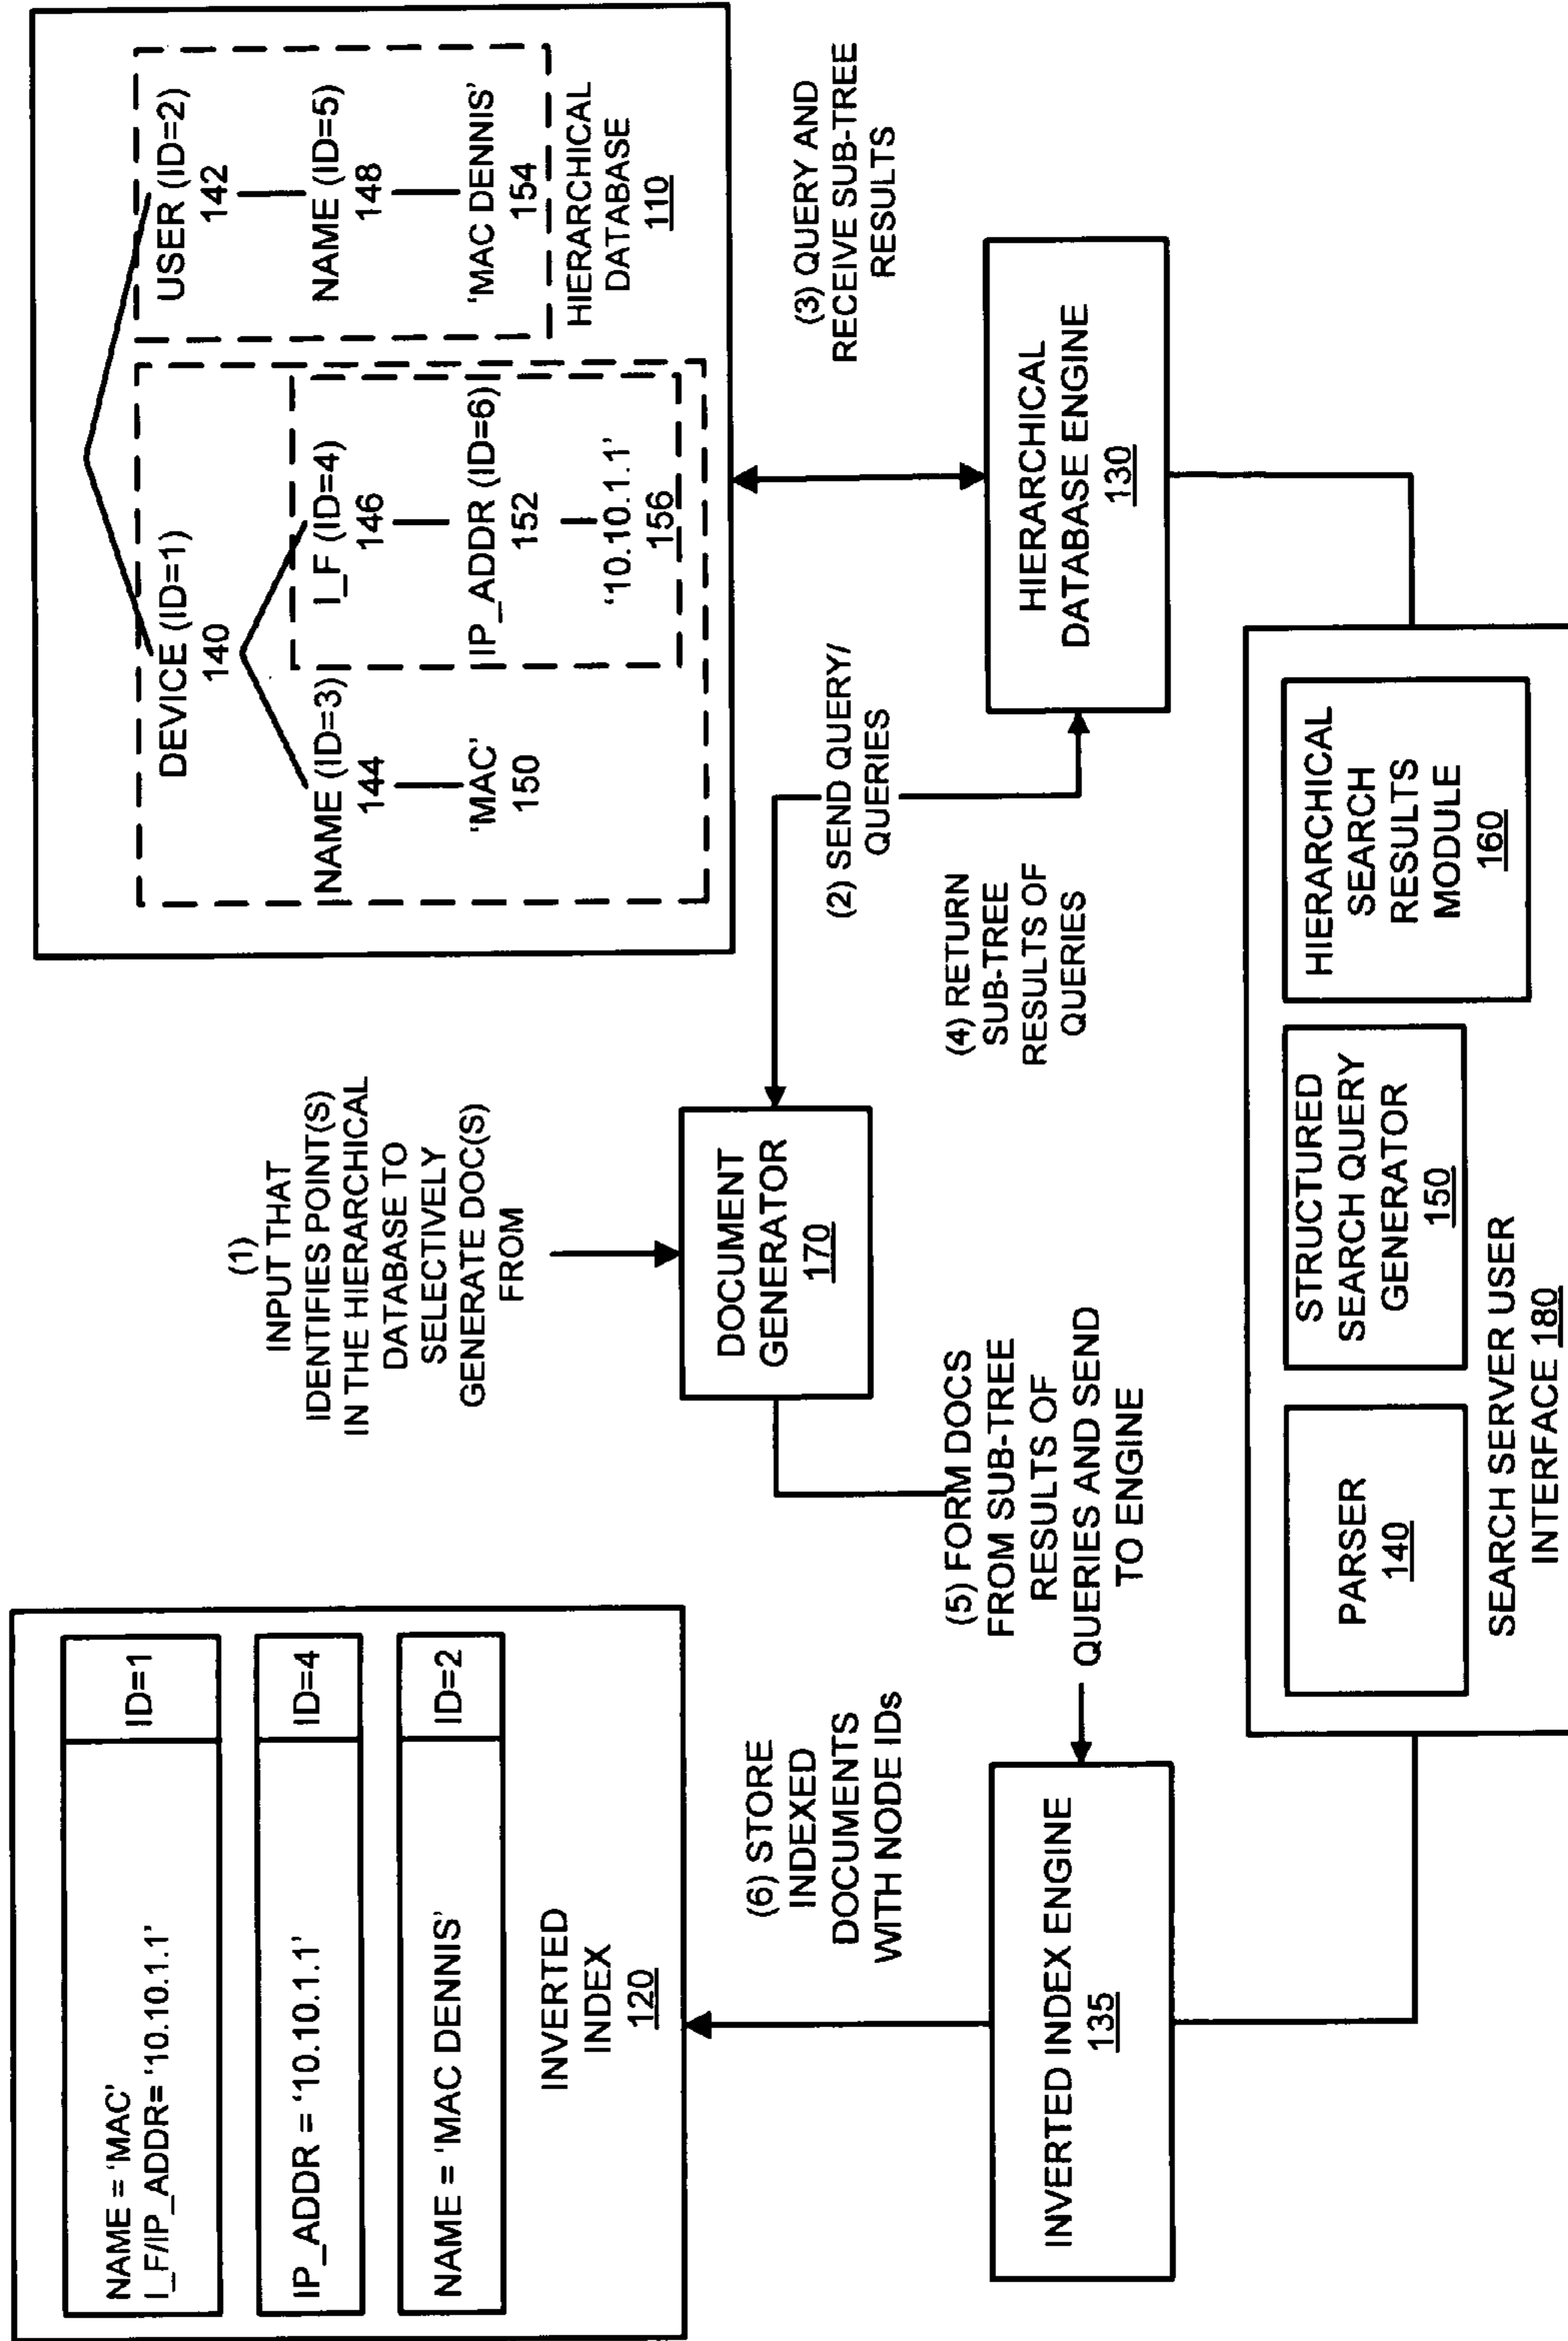 NAME = 'MAC'
I_F/IP_ADDR= '10.10.1.1'
ID=1
IP_ADDR = '10.10.1.1'
ID=4
NAME = 'MAC DENNIS'
ID=2
INVERTED
INDEX
120
(6) STORE
INDEXED
DOCUMENTS
WITH NODE IDs
INVERTED INDEX ENGINE
135
(1)
INPUT THAT
IDENTIFIES POINT(S)
IN THE HIERARCHICAL
DATABASE TO
SELECTIVELY
GENERATE DOC(S)
FROM
DOCUMENT
GENERATOR
170
(5) FORM DOCS
FROM SUB-TREE
RESULTS OF
QUERIES AND SEND
TO ENGINE
(2) SEND QUERY/
QUERIES
(4) RETURN
SUB-TREE
RESULTS OF
QUERIES
DEVICE (ID=1)
140
USER (ID=2)
142
NAME (ID=3)
144
I_F (ID=4)
146
NAME (ID=5)
148
'MAC'
150
IP_ADDR (ID=6)
152
'MAC DENNIS'
154
'10.10.1.1'
156
HIERARCHICAL
DATABASE
110
(3) QUERY AND
RECEIVE SUB-TREE
RESULTS
HIERARCHICAL
DATABASE ENGINE
130
PARSER
140
STRUCTURED
SEARCH QUERY
GENERATOR
150
HIERARCHICAL
SEARCH
RESULTS
MODULE
160
SEARCH SERVER USER
INTERFACE 180